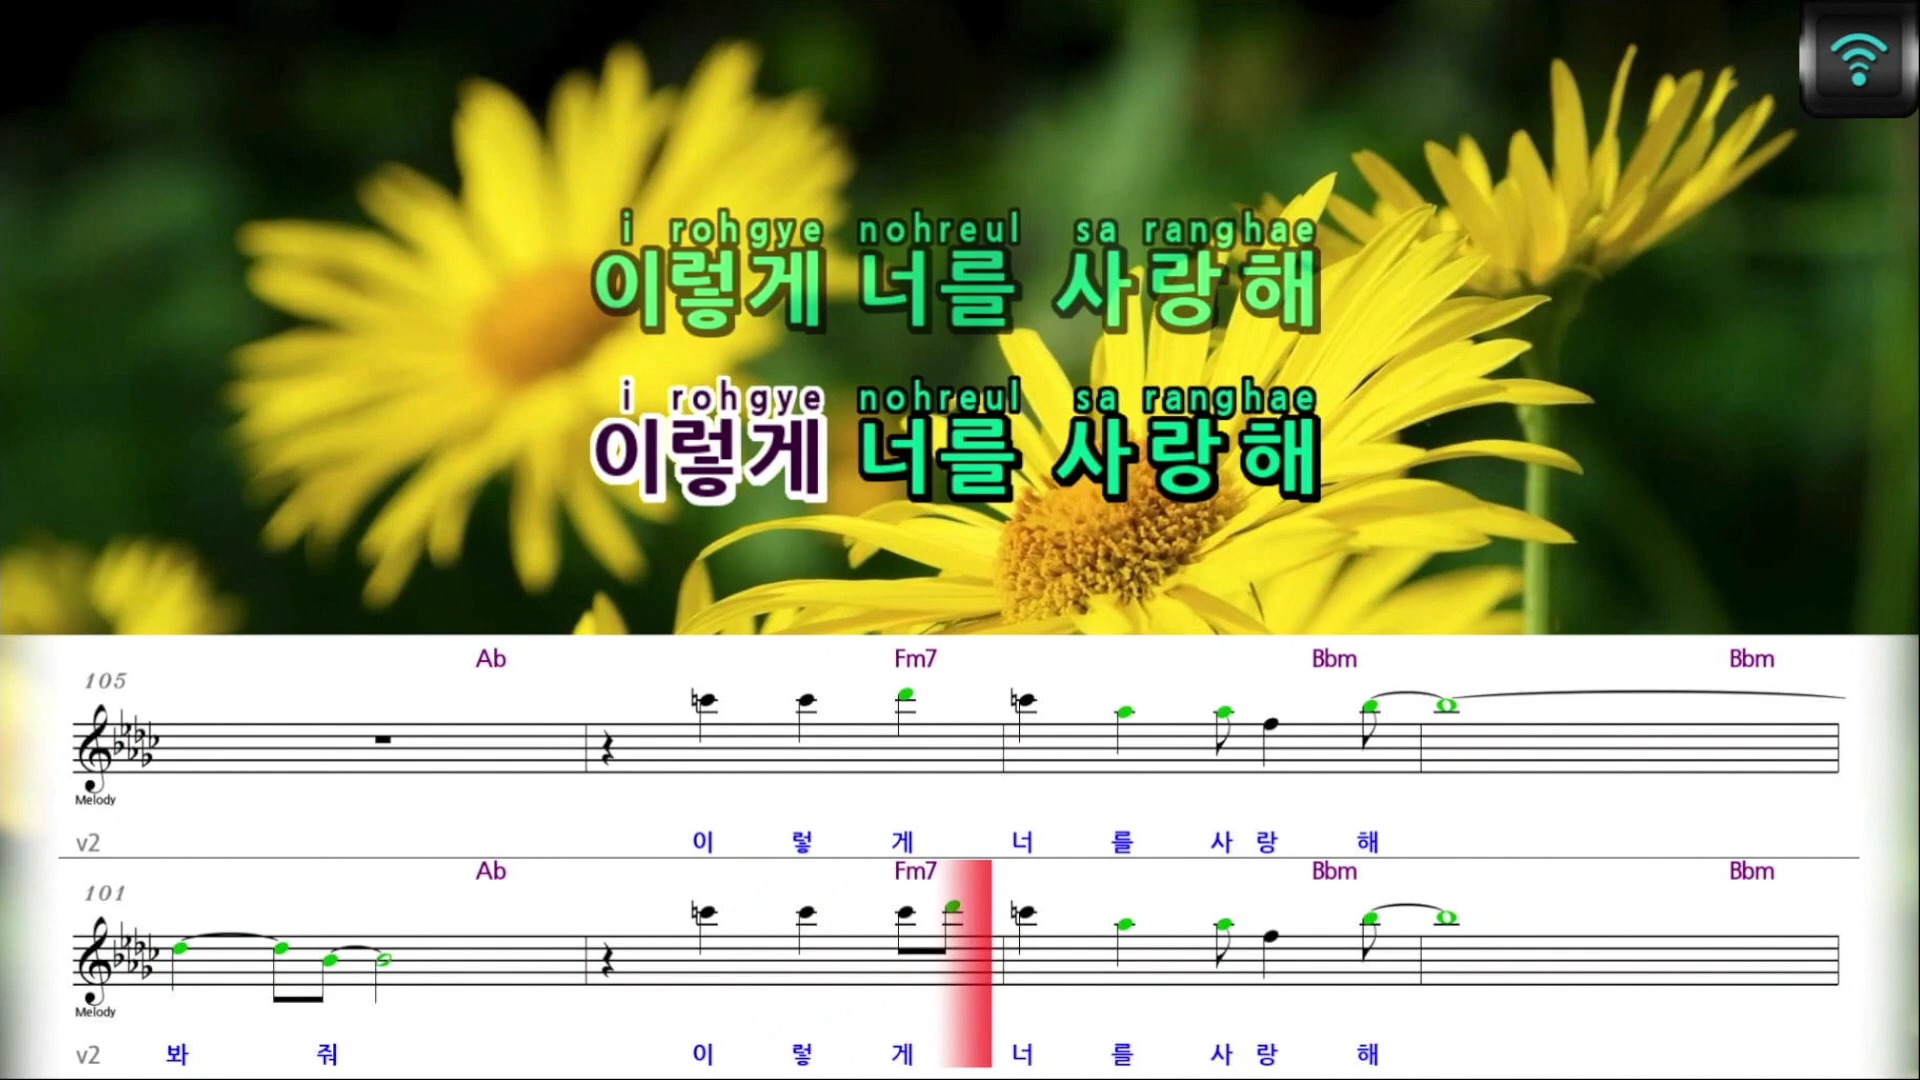 i rohgye nohreul sa ranghae
이렇게 너를 사랑해
i rohgye nohreul sa ranghae
이렇게 너를 사랑해
Ab Fm7 Bbm Bbm
105
Melody
v2 이 렇 게 너 를 사 랑 해
Ab Fm7 Bbm Bbm
101
Melody
v2 봐 줘 이 렇 게 너 를 사 랑 해